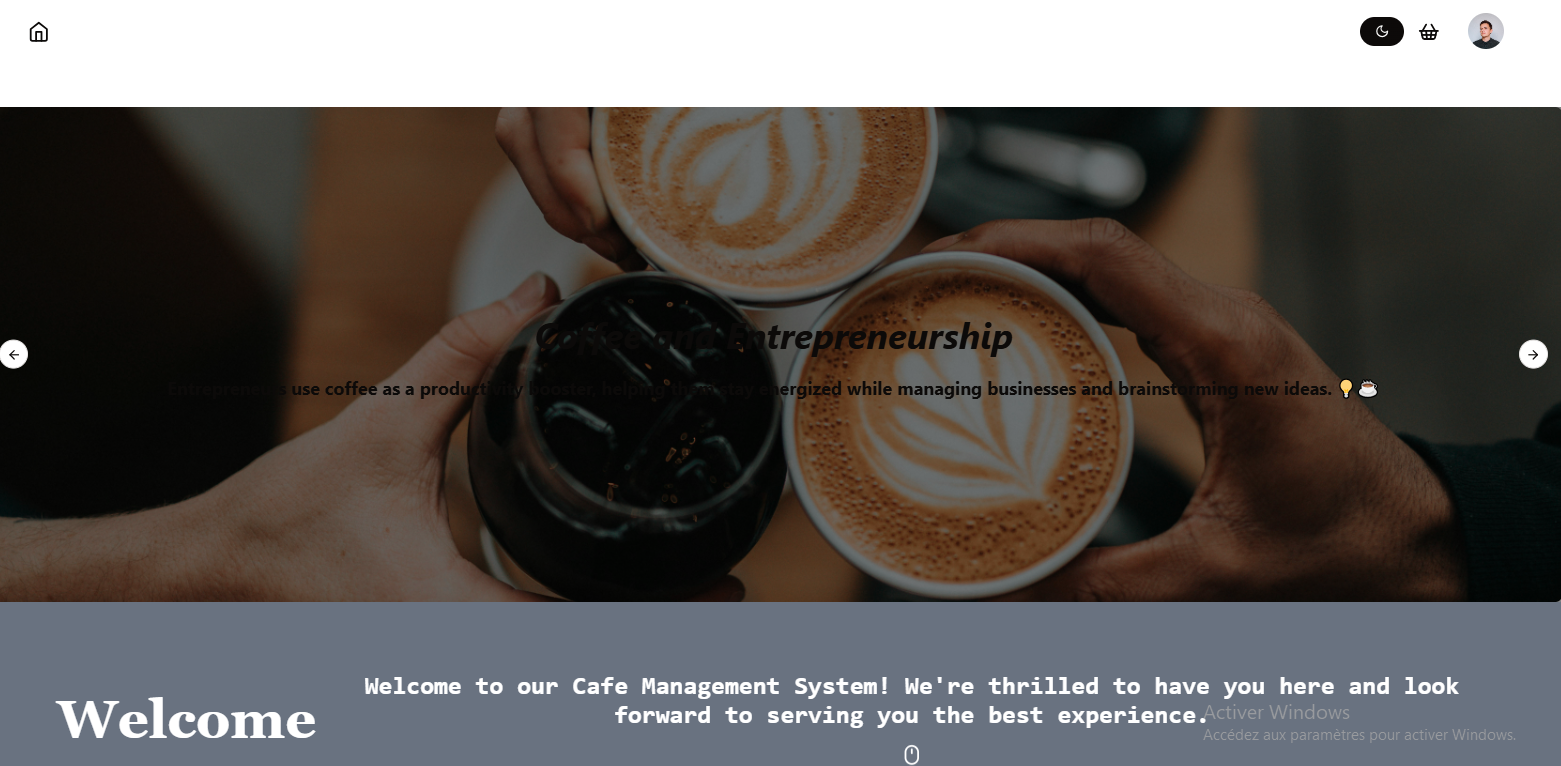 Coffee and Entrepreneurship
Entrepreneurs use coffee as a productivity booster, helping them stay energized while managing businesses and brainstorming new ideas. 💡☕
Welcome
Welcome to our Cafe Management System! We're thrilled to have you here and look
forward to serving you the best experience.
Activer Windows
Accédez aux paramètres pour activer Windows.